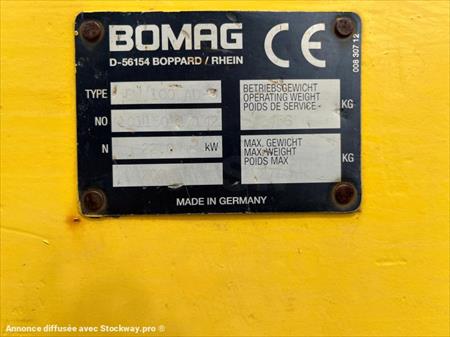 BOMAG CE
D-56154 BOPPARD / RHEIN
008 307 12
TYPE
BETRIEBSGEWICHT
OPERATING WEIGHT
POIDS DE SERVICE
KG
NO
N kW
MAX. GEWICHT
MAX. WEIGHT
POIDS MAX
KG
MADE IN GERMANY
Annonce diffusée avec Stockway.pro ®